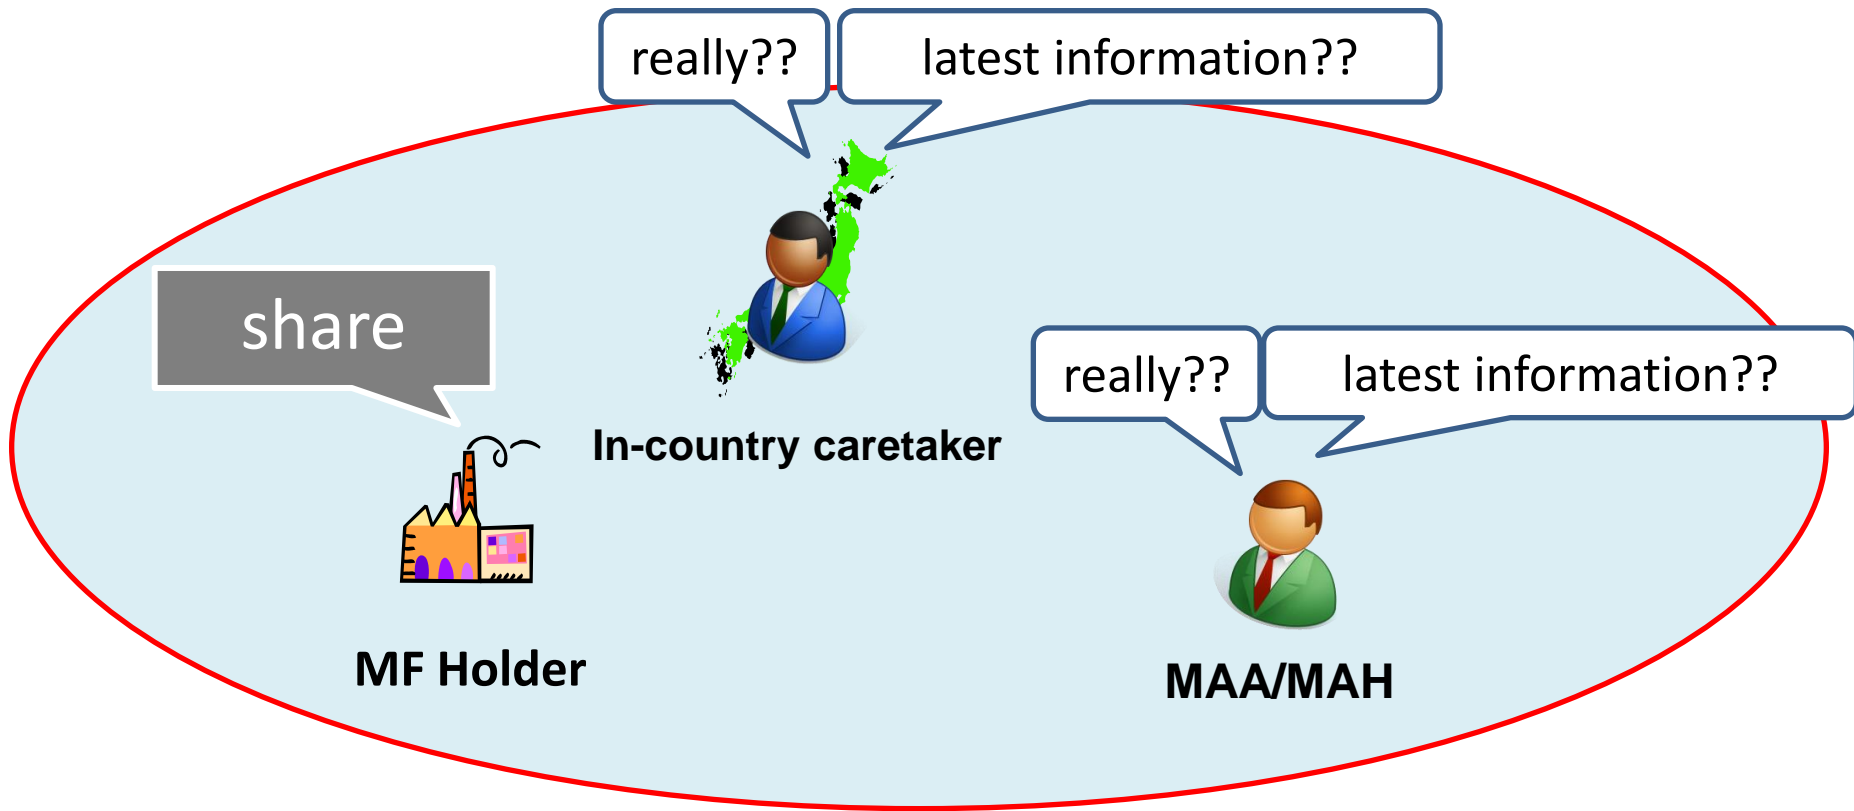 really??
latest information??
share
really??
latest information??
In-country caretaker
MF Holder
MAA/MAH